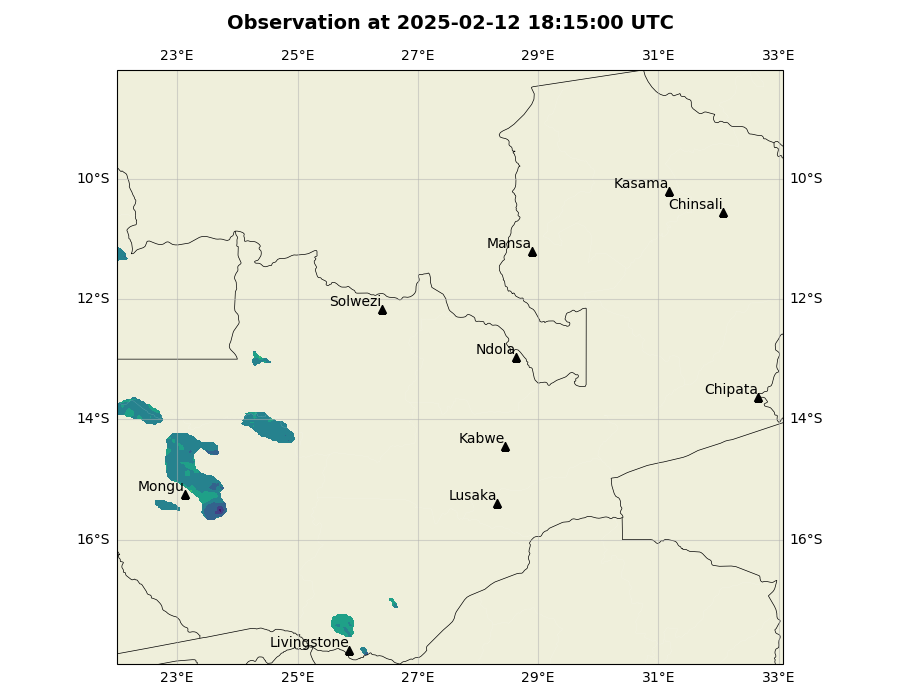 Observation at 2025-02-12 18:15:00 UTC
23°E 25°E 27°E 29°E 31°E 33°E
10°S 10°S
Kasama
Chinsali
Mansa
12°S 12°S
Solwezi
Ndola
Chipata
14°S 14°S
Kabwe
Mongu
Lusaka
16°S 16°S
Livingstone
23°E 25°E 27°E 29°E 31°E 33°E